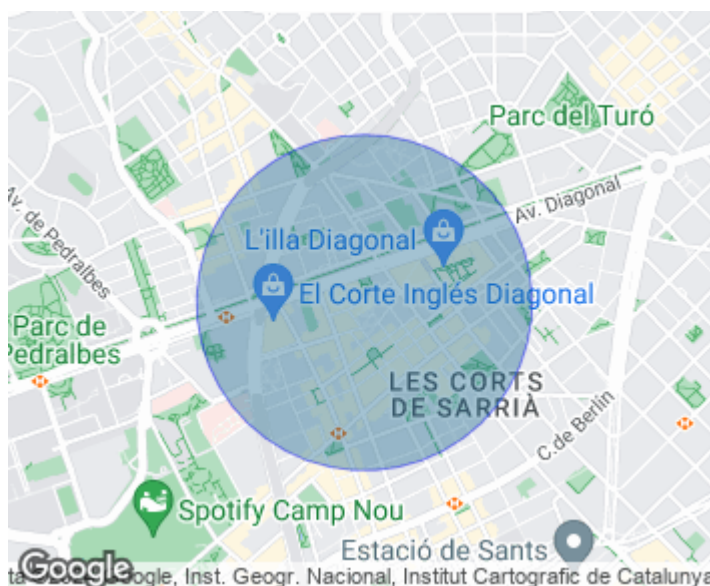 Parc del Turó
Av. Diagonal
Av. de Pedralbes
L'illa Diagonal
El Corte Inglés Diagonal
Parc de
Pedralbes
LES CORTS
DE SARRIÀ
C.de Berlín
Spotify Camp Nou
Estació de Sants
Google
Google, Inst. Geogr. Nacional, Institut Cartogràfic de Catalunya